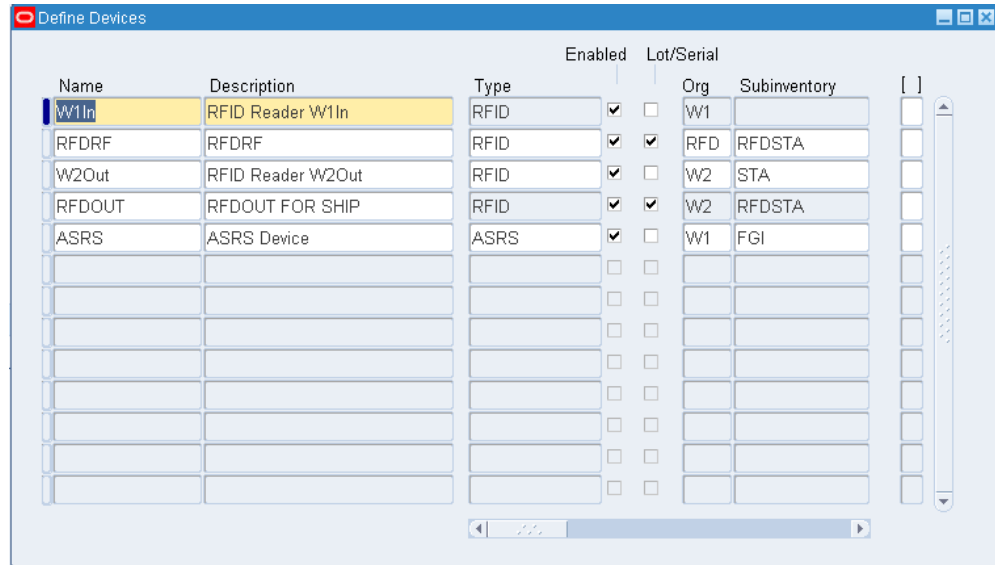 Define Devices
Enabled Lot/Serial
Name Description Type Org Subinventory [ ]
W1In RFID Reader W1In RFID W1
RFDRF RFDRF RFID RFD RFDSTA
W2Out RFID Reader W2Out RFID W2 STA
RFDOUT RFDOUT FOR SHIP RFID W2 RFDSTA
ASRS ASRS Device ASRS W1 FGI